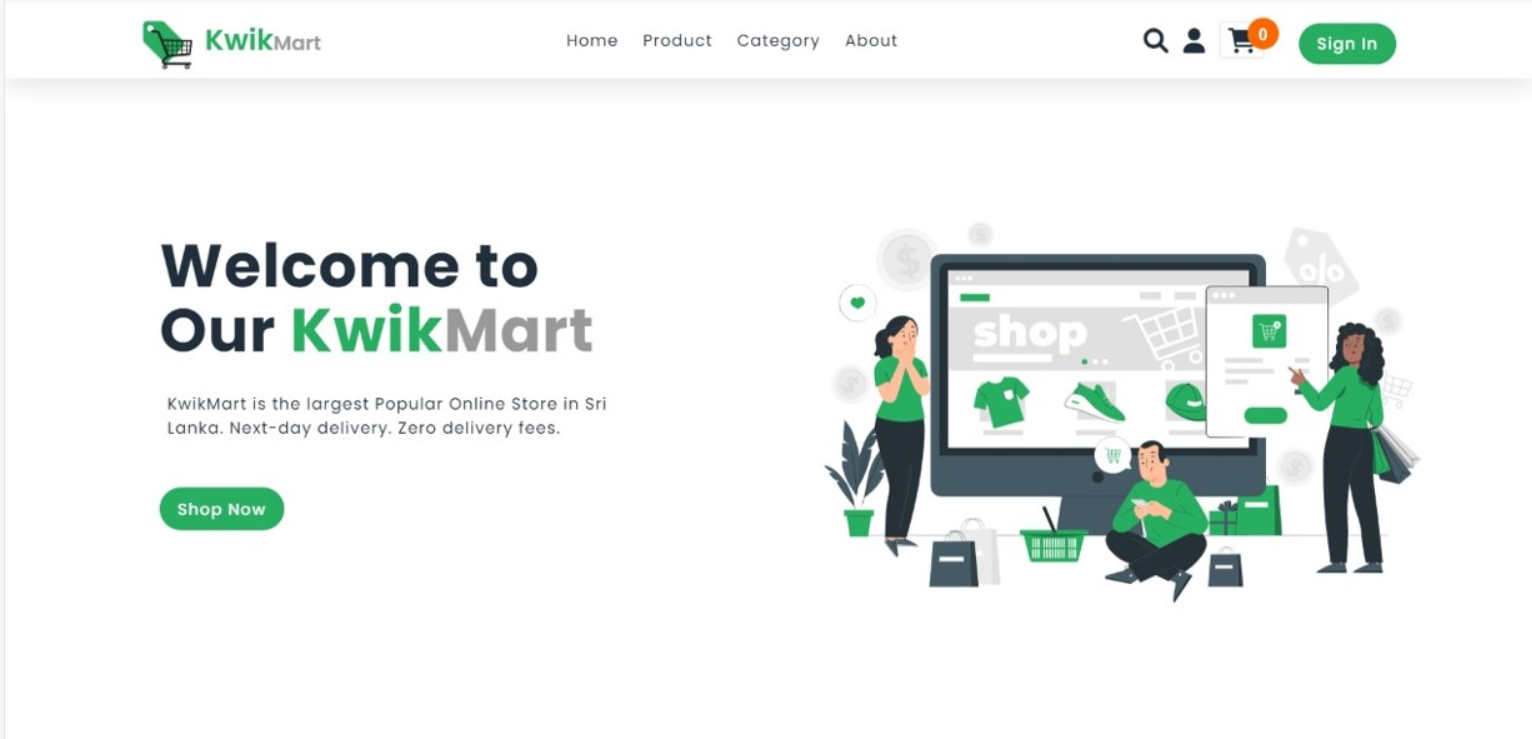 KwikMart
Home Product Category About
0
Sign In
Welcome to
Our KwikMart
KwikMart is the largest Popular Online Store in Sri
Lanka. Next-day delivery. Zero delivery fees.
Shop Now
$
%
shop
$
$
$